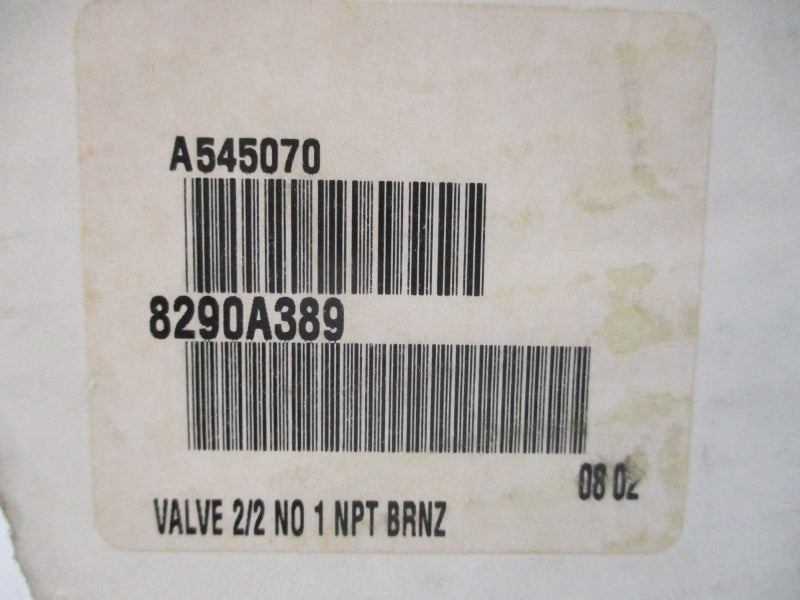 A545070
8290A389
08 02
VALVE 2/2 NO 1 NPT BRNZ